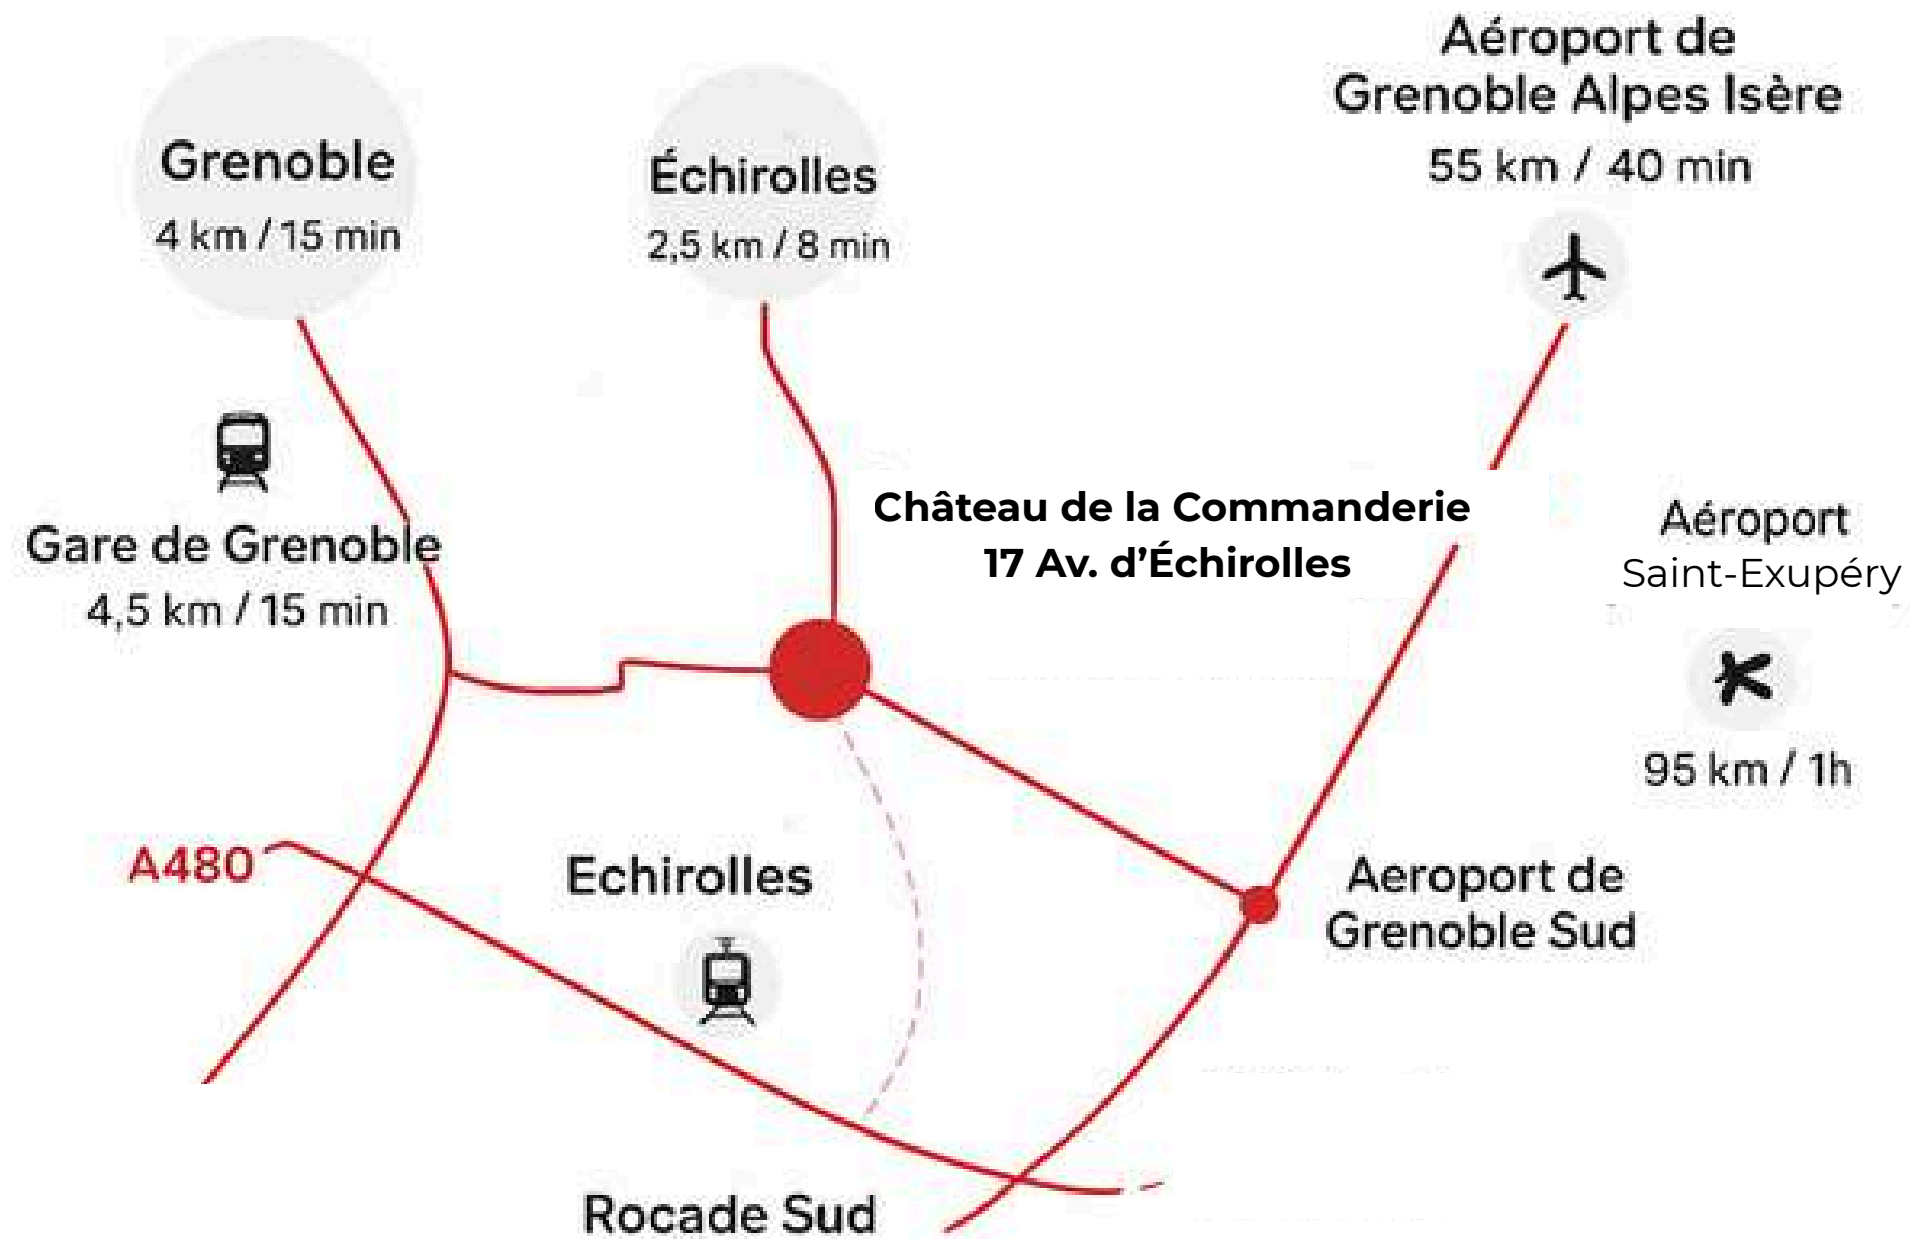 Grenoble
4 km / 15 min
Échirolles
2,5 km / 8 min
Aéroport de
Grenoble Alpes Isère
55 km / 40 min
Gare de Grenoble
4,5 km / 15 min
Château de la Commanderie
17 Av. d’Échirolles
Aéroport
Saint-Exupéry
95 km / 1h
A480
Echirolles
Aeroport de
Grenoble Sud
Rocade Sud